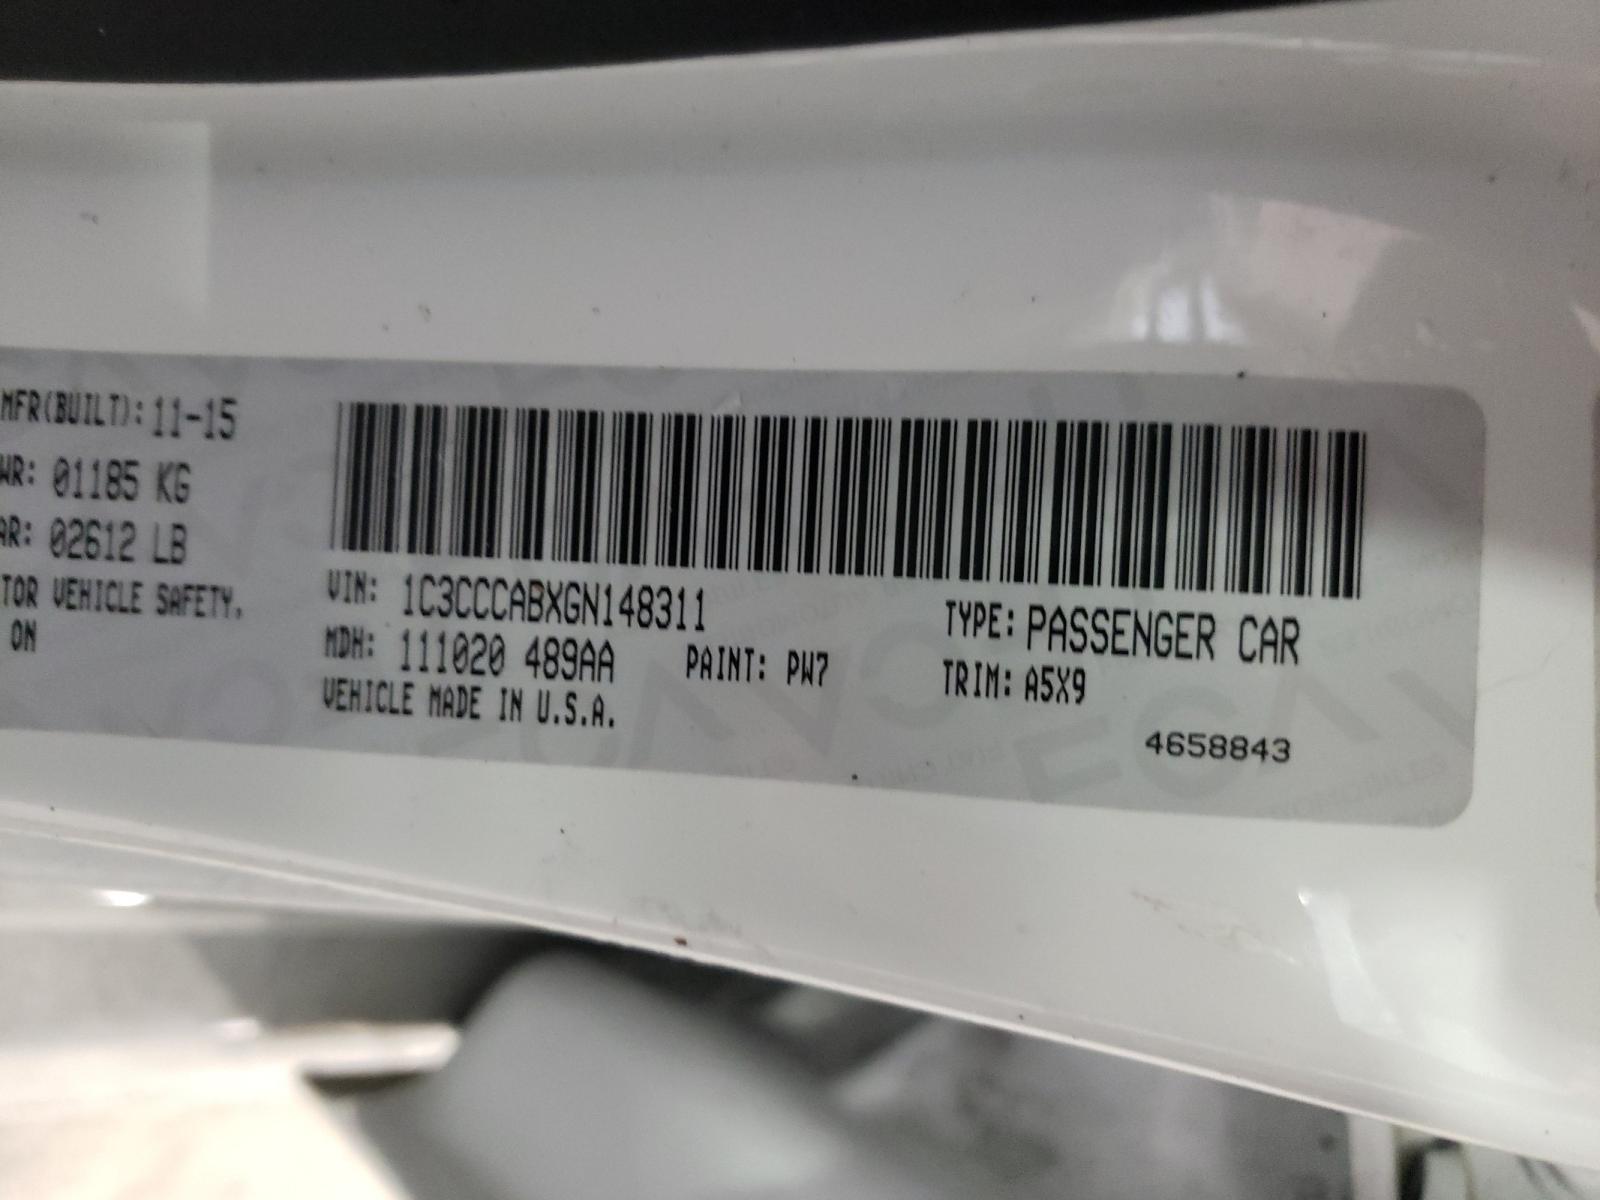 MFR(BUILT): 11-15
WR: 01185 KG
AR: 02612 LB
TOR VEHICLE SAFETY,
ON
VIN: 1C3CCCABXGN148311
TYPE: PASSENGER CAR
MDH: 111020 489AA
PAINT: PW7
TRIM: A5X9
VEHICLE MADE IN U.S.A.
4658843